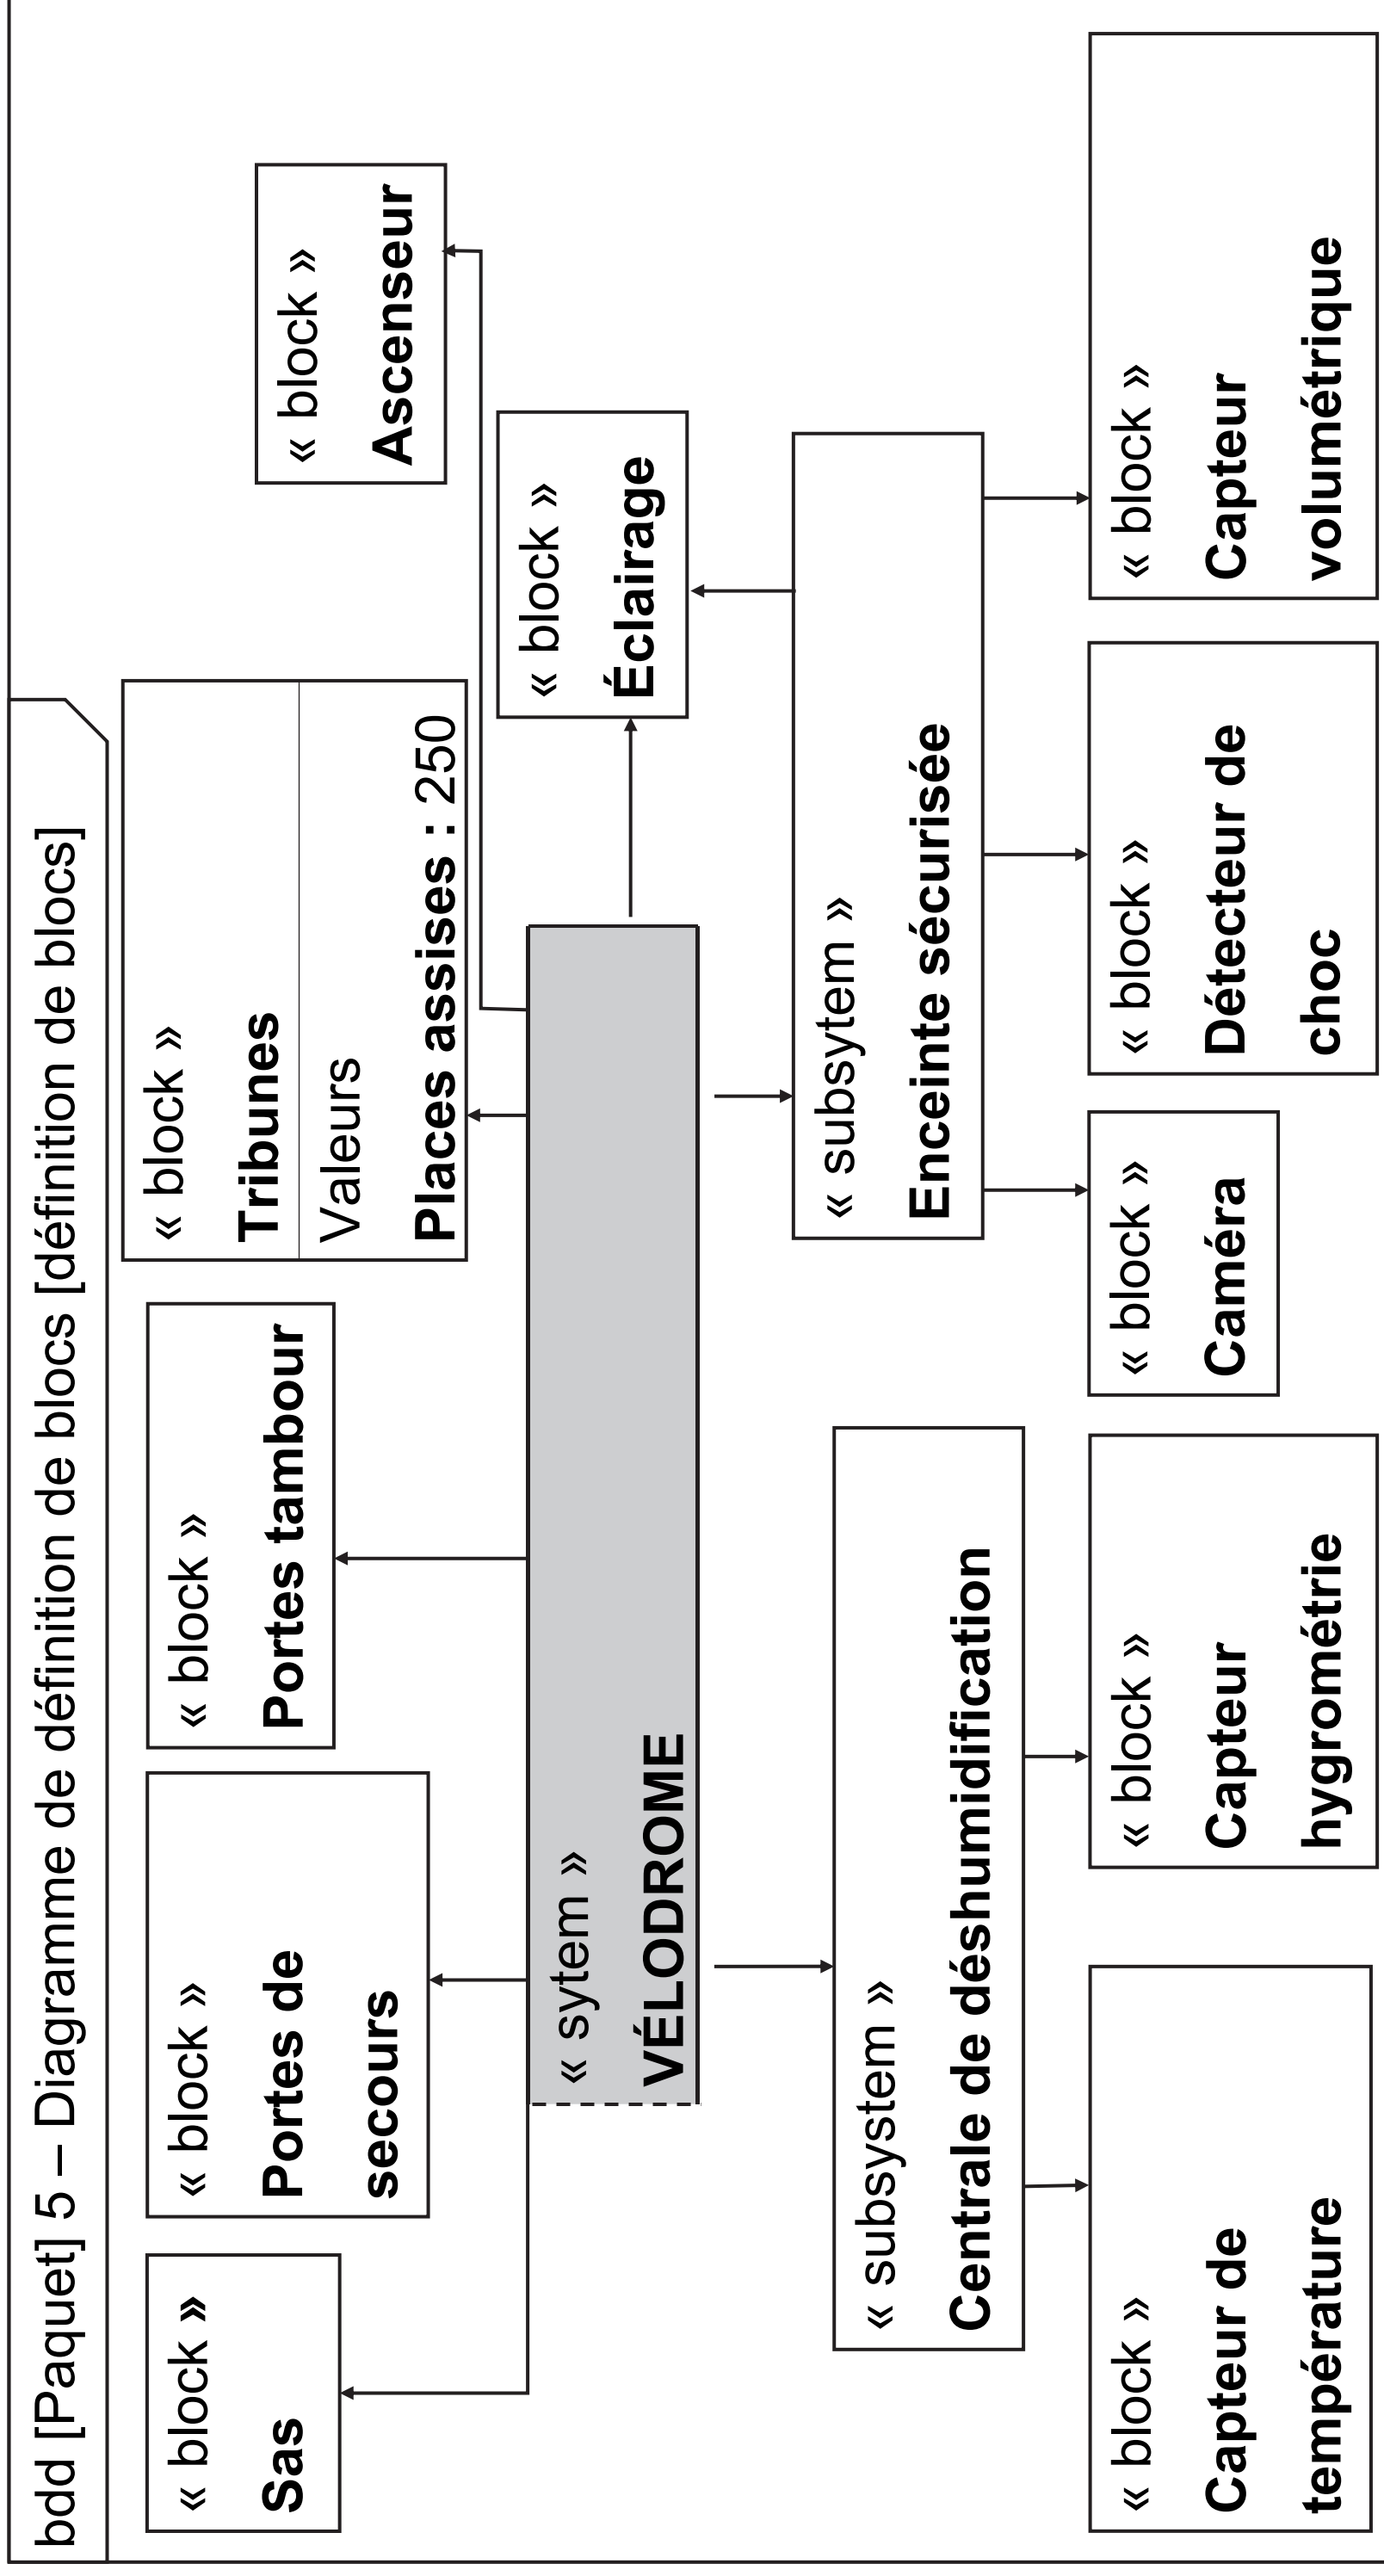 bdd [Paquet] 5 – Diagramme de définition de blocs [définition de blocs]
« block »
Sas
« block »
Portes de
secours
« block »
Portes tambour
« block »
Tribunes
Valeurs
Places assises : 250
« block »
Ascenseur
« sytem »
VÉLODROME
« block »
Éclairage
« subsystem »
Centrale de déshumidification
« subsytem »
Enceinte sécurisée
« block »
Capteur de
température
« block »
Capteur
hygrométrie
« block »
Caméra
« block »
Détecteur de
choc
« block »
Capteur
volumétrique